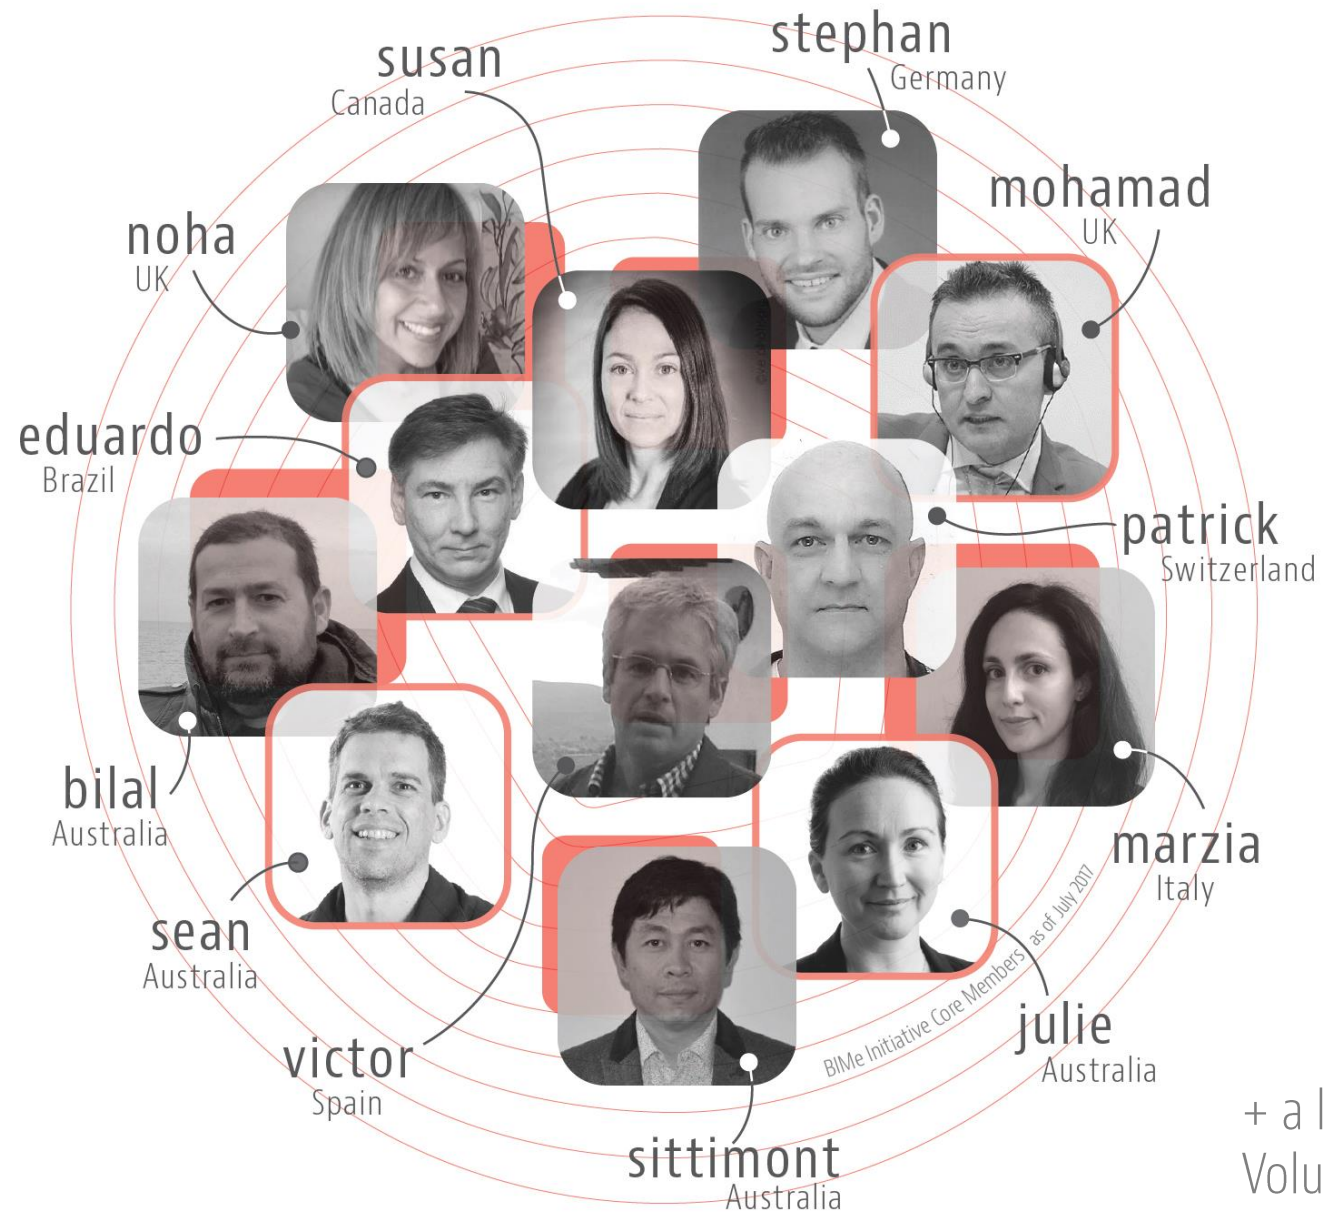 stephan
Germany
susan
Canada
mohamad
UK
noha
UK
eduardo
Brazil
patrick
Switzerland
bilal
Australia
marzia
Italy
sean
Australia
victor
Spain
julie
Australia
BIMe Initiative Core Members as of July 2017
sittimont
Australia
+ a l
Volu